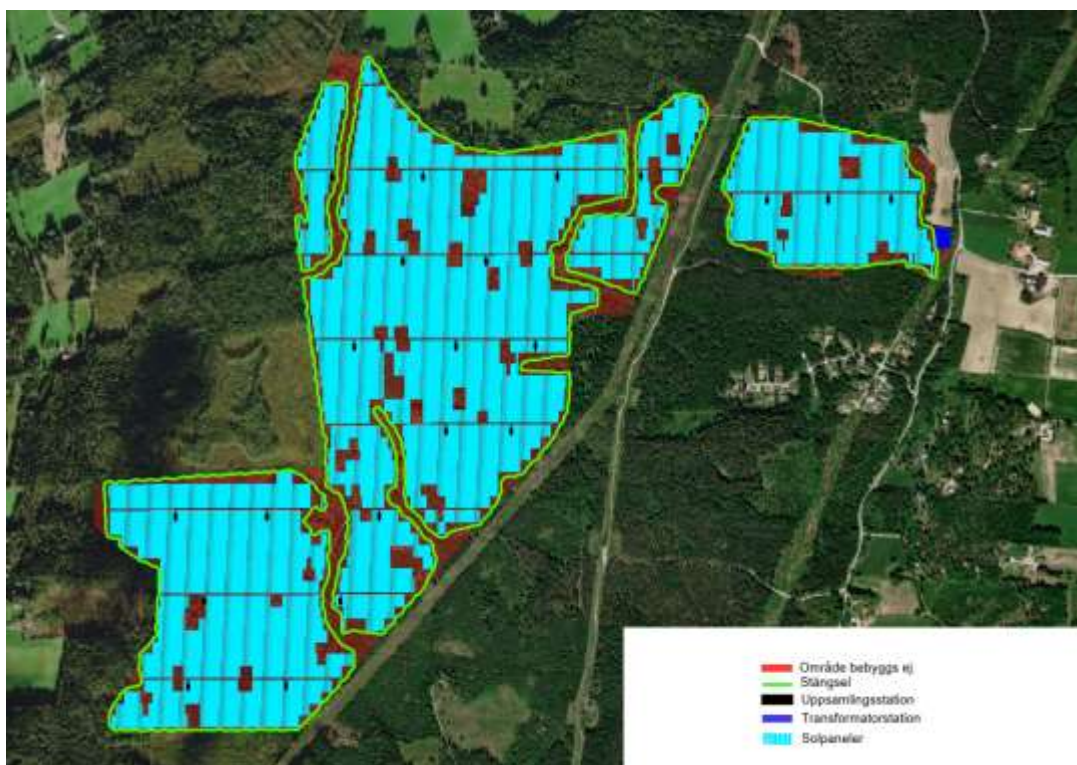 Område bebyggs ej
Stängsel
Uppsamlingsstation
Transformatorstation
Solpaneler